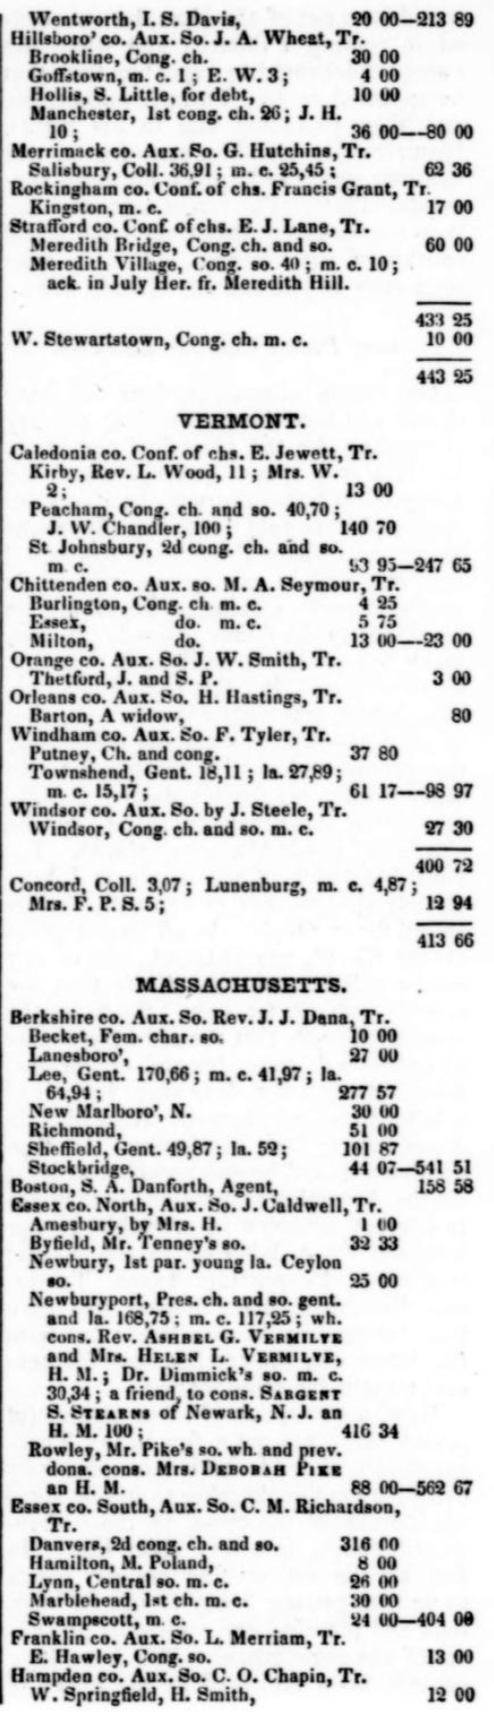 Wentworth, I. S. Davis, 20 00—213 89
Hillsboro' co. Aux. So. J. A. Wheat, Tr.
Brookline, Cong. ch. 30 00
Goffstown, m. c. 1 ; E. W. 3 ; 4 00
Hollis, S. Little, for debt, 10 00
Manchester, 1st cong. ch. 26 ; J. H.
10 ; 36 00—80 00
Merrimack co. Aux. So. G. Hutchins, Tr.
Salisbury, Coll. 36,91 ; m. c. 25,45 ; 62 36
Rockingham co. Conf. of chs. Francis Grant, Tr.
Kingston, m. c. 17 00
Strafford co. Conf. of chs. E. J. Lane, Tr.
Meredith Bridge, Cong. ch. and so. 60 00
Meredith Village, Cong. so. 40 ; m. c. 10 ;
ack. in July Her. fr. Meredith Hill.
433 25
W. Stewartstown, Cong. ch. m. c. 10 00
443 25
VERMONT.
Caledonia co. Conf. of chs. E. Jewett, Tr.
Kirby, Rev. L. Wood, 11 ; Mrs. W.
2 ; 13 00
Peacham, Cong. ch. and so. 40,70 ;
J. W. Chandler, 100 ; 140 70
St Johnsbury, 2d cong. ch. and so.
m c. 93 95—247 65
Chittenden co. Aux. so. M. A. Seymour, Tr.
Burlington, Cong. ch. m. c. 4 25
Essex, do. m. c. 5 75
Milton, do. 13 00—23 00
Orange co. Aux. So. J. W. Smith, Tr.
Thetford, J. and S. P. 3 00
Orleans co. Aux. So. H. Hastings, Tr.
Barton, A widow, 80
Windham co. Aux. So. F. Tyler, Tr.
Putney, Ch. and cong. 37 80
Townshend, Gent. 18,11 ; la. 27,89 ;
m. c. 15,17 ; 61 17—98 97
Windsor co. Aux. So. by J. Steele, Tr.
Windsor, Cong. ch. and so. m. c. 27 30
400 72
Concord, Coll. 3,07 ; Lunenburg, m. c. 4,87 ;
Mrs. F. P. S. 5 ; 12 94
413 66
MASSACHUSETTS.
Berkshire co. Aux. So. Rev. J. J. Dana, Tr.
Becket, Fem. char. so. 10 00
Lanesboro', 27 00
Lee, Gent. 170,66 ; m. c. 41,97 ; la.
64,94 ; 277 57
New Marlboro', N. 30 00
Richmond, 51 00
Sheffield, Gent. 49,87 ; la. 52 ; 101 87
Stockbridge, 44 07—541 51
Boston, S. A. Danforth, Agent, 158 58
Essex co. North, Aux. So. J. Caldwell, Tr.
Amesbury, by Mrs. H. 1 00
Byfield, Mr. Tenney's so. 32 33
Newbury, 1st par. young la. Ceylon
so. 25 00
Newburyport, Pres. ch. and so. gent.
and la. 168,75 ; m. c. 117,25 ; wh.
cons. Rev. ASHBEL G. VERMILYE
and Mrs. HELEN L. VERMILYE,
H. M. ; Dr. Dimmick's so. m. c.
30,34 ; a friend, to cons. SARGENT
S. STEARNS of Newark, N. J. an
H. M. 100 ; 416 34
Rowley, Mr. Pike's so. wh. and prev.
dona. cons. Mrs. DEBORAH PIKE
an H. M. 88 00—562 67
Essex co. South, Aux. So. C. M. Richardson,
Tr.
Danvers, 2d cong. ch. and so. 316 00
Hamilton, M. Poland, 8 00
Lynn, Central so. m. c. 26 00
Marblehead, 1st ch. m. c. 30 00
Swampscott, m. c. 24 00—404 00
Franklin co. Aux. So. L. Merriam, Tr.
E. Hawley, Cong. so. 13 00
Hampden co. Aux. So. C. O. Chapin, Tr.
W. Springfield, H. Smith, 12 00